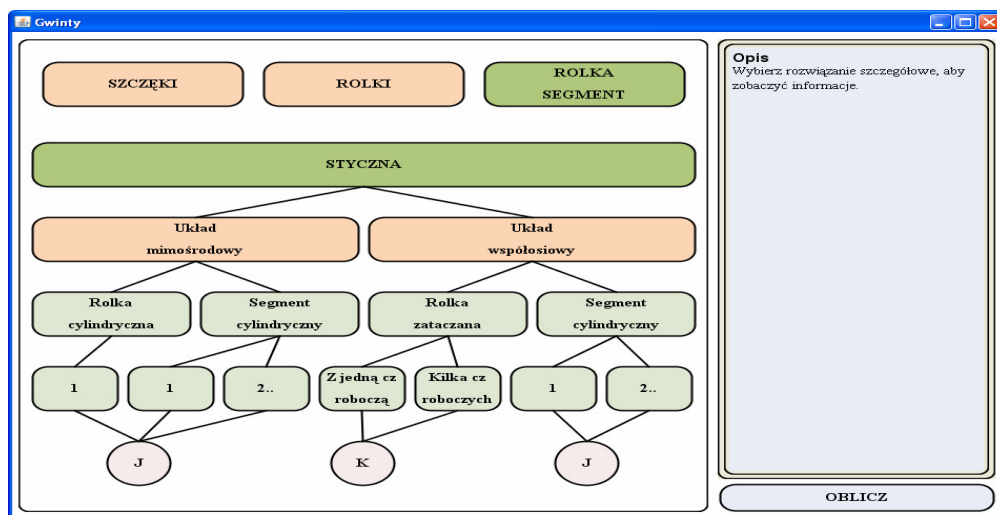 Gwinty
SZCZĘKI
ROLKI
ROLKA
SEGMENT
STYCZNA
Układ
mimośrodowy
Układ
współosiowy
Rolka
cylindryczna
Segment
cylindryczny
Rolka
zataczana
Segment
cylindryczny
1
1
2..
Z jedną cz
roboczą
Kilka cz
roboczych
1
2..
J
K
J
Opis
Wybierz rozwiązanie szczegółowe, aby
zobaczyć informacje.
OBLICZ